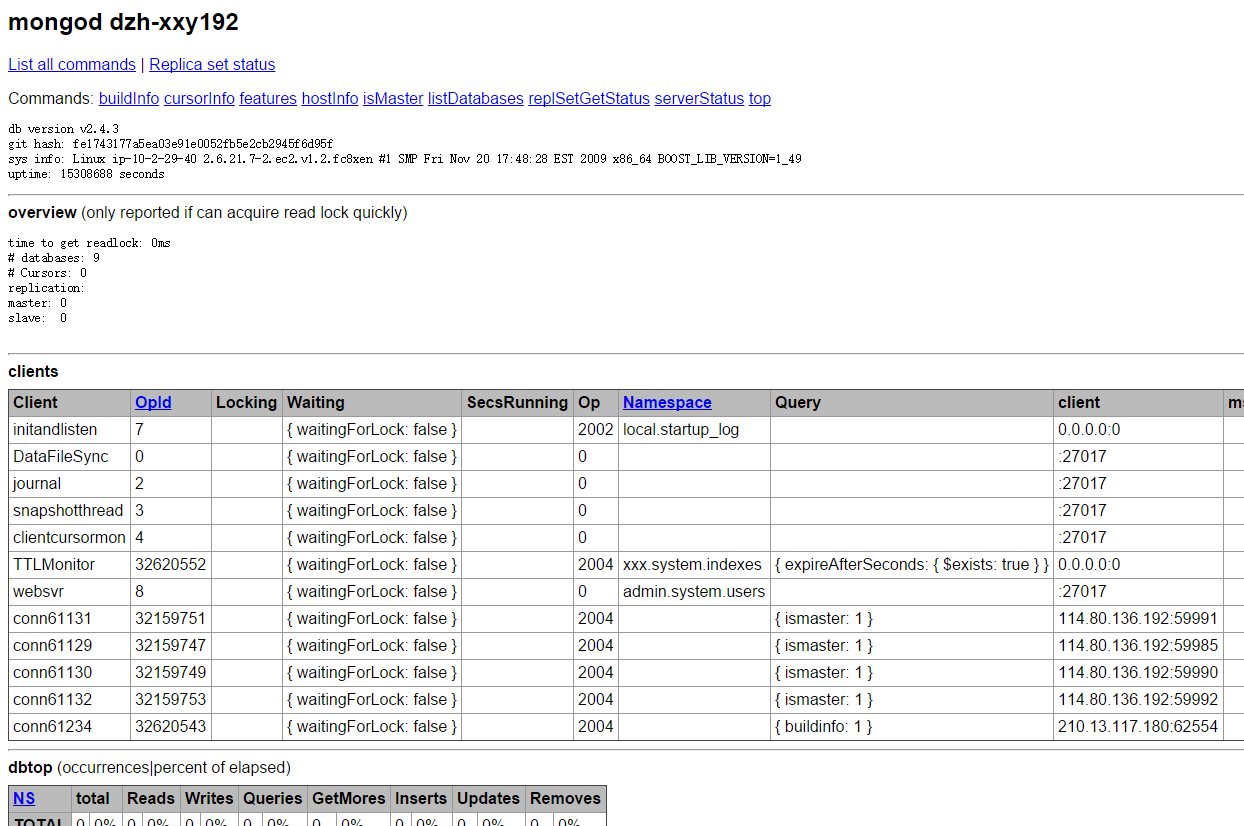 mongod dzh-xxy192
List all commands | Replica set status
Commands: buildInfo cursorInfo features hostInfo isMaster listDatabases replSetGetStatus serverStatus top
db version v2.4.3
git hash: fe1743177a5ea03e91e0052fb5e2cb2945f6d95f
sys info: Linux ip-10-2-29-40 2.6.21.7-2.ec2.v1.2.fc8xen #1 SMP Fri Nov 20 17:48:28 EST 2009 x86_64 BOOST_LIB_VERSION=1_49
uptime: 15308688 seconds
overview (only reported if can acquire read lock quickly)
time to get readlock: 0ms
# databases: 9
# Cursors: 0
replication:
master: 0
slave: 0
clients
Client OpId Locking Waiting SecsRunning Op Namespace Query client
initandlisten 7 { waitingForLock: false } 2002 local.startup_log 0.0.0.0:0
DataFileSync 0 { waitingForLock: false } 0 :27017
journal 2 { waitingForLock: false } 0 :27017
snapshotthread 3 { waitingForLock: false } 0 :27017
clientcursormon 4 { waitingForLock: false } 0 :27017
TTLMonitor 32620552 { waitingForLock: false } 2004 xxx.system.indexes { expireAfterSeconds: { $exists: true } } 0.0.0.0:0
websvr 8 { waitingForLock: false } 0 admin.system.users :27017
conn61131 32159751 { waitingForLock: false } 2004 { ismaster: 1 } 114.80.136.192:59991
conn61129 32159747 { waitingForLock: false } 2004 { ismaster: 1 } 114.80.136.192:59985
conn61130 32159749 { waitingForLock: false } 2004 { ismaster: 1 } 114.80.136.192:59990
conn61132 32159753 { waitingForLock: false } 2004 { ismaster: 1 } 114.80.136.192:59992
conn61234 32620543 { waitingForLock: false } 2004 { buildinfo: 1 } 210.13.117.180:62554
dbtop (occurrences|percent of elapsed)
NS total Reads Writes Queries GetMores Inserts Updates Removes
TOTAL 0 0% 0 0% 0 0% 0 0% 0 0% 0 0% 0 0% 0 0%